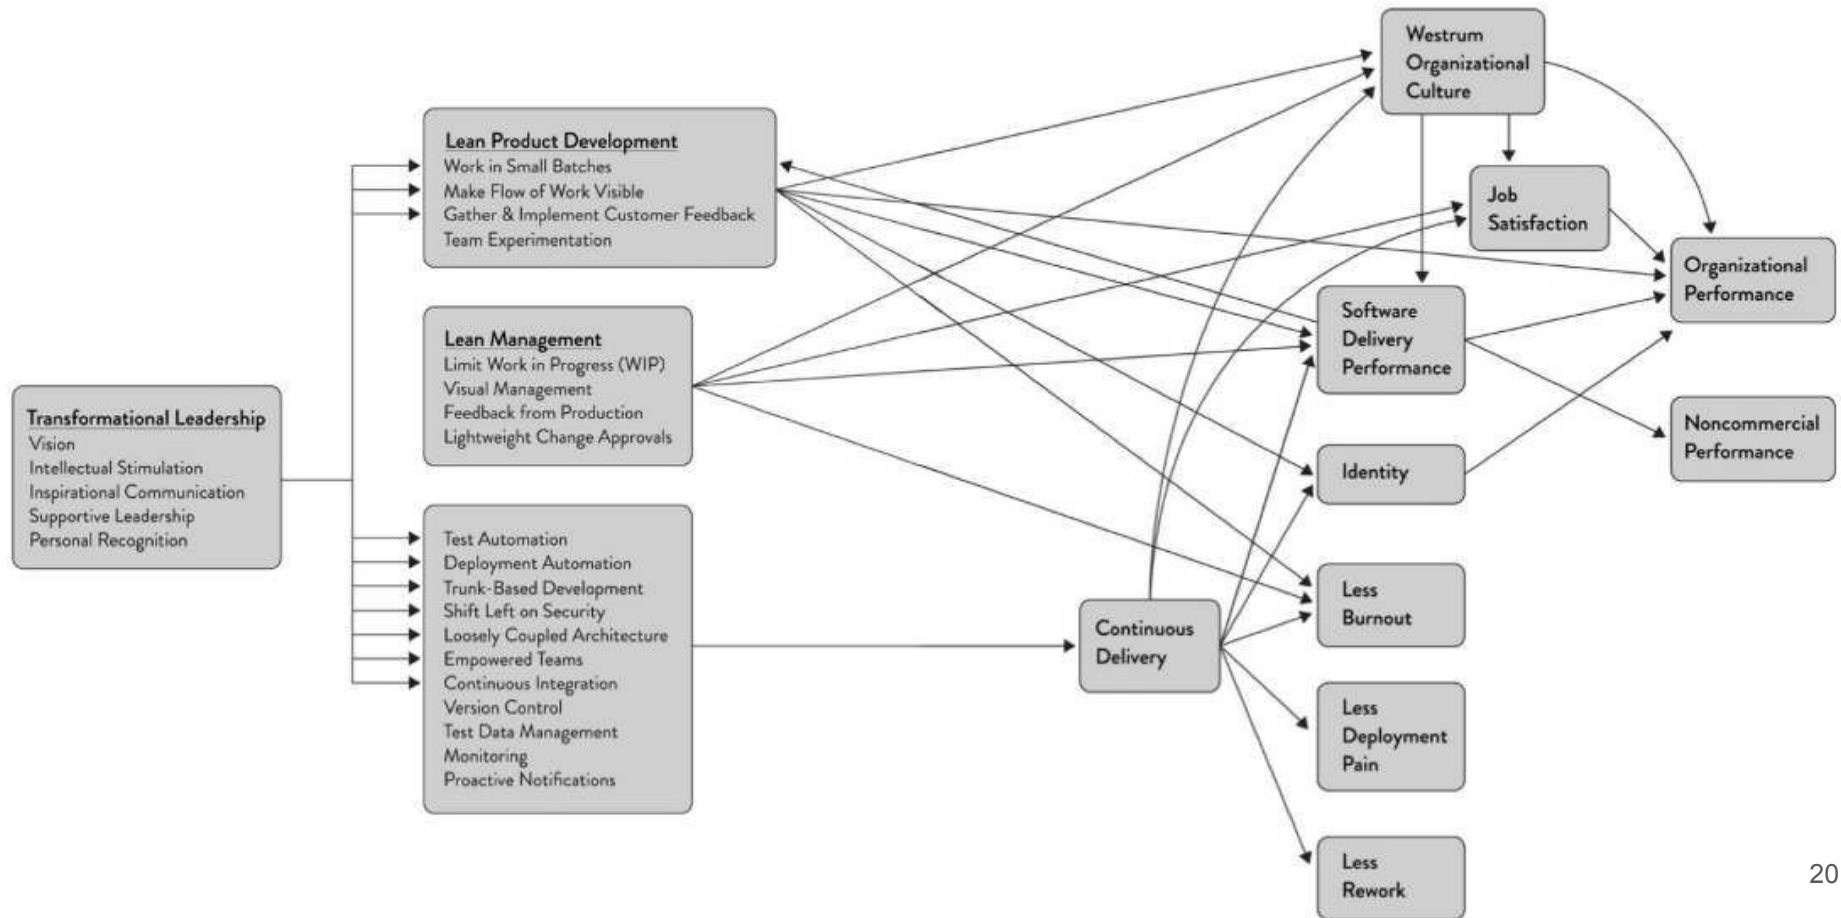 Transformational Leadership
Vision
Intellectual Stimulation
Inspirational Communication
Supportive Leadership
Personal Recognition
Lean Product Development
Work in Small Batches
Make Flow of Work Visible
Gather & Implement Customer Feedback
Team Experimentation
Lean Management
Limit Work in Progress (WIP)
Visual Management
Feedback from Production
Lightweight Change Approvals
Test Automation
Deployment Automation
Trunk-Based Development
Shift Left on Security
Loosely Coupled Architecture
Empowered Teams
Continuous Integration
Version Control
Test Data Management
Monitoring
Proactive Notifications
Continuous
Delivery
Westrum
Organizational
Culture
Job
Satisfaction
Software
Delivery
Performance
Identity
Less
Burnout
Less
Deployment
Pain
Less
Rework
Organizational
Performance
Noncommercial
Performance
20